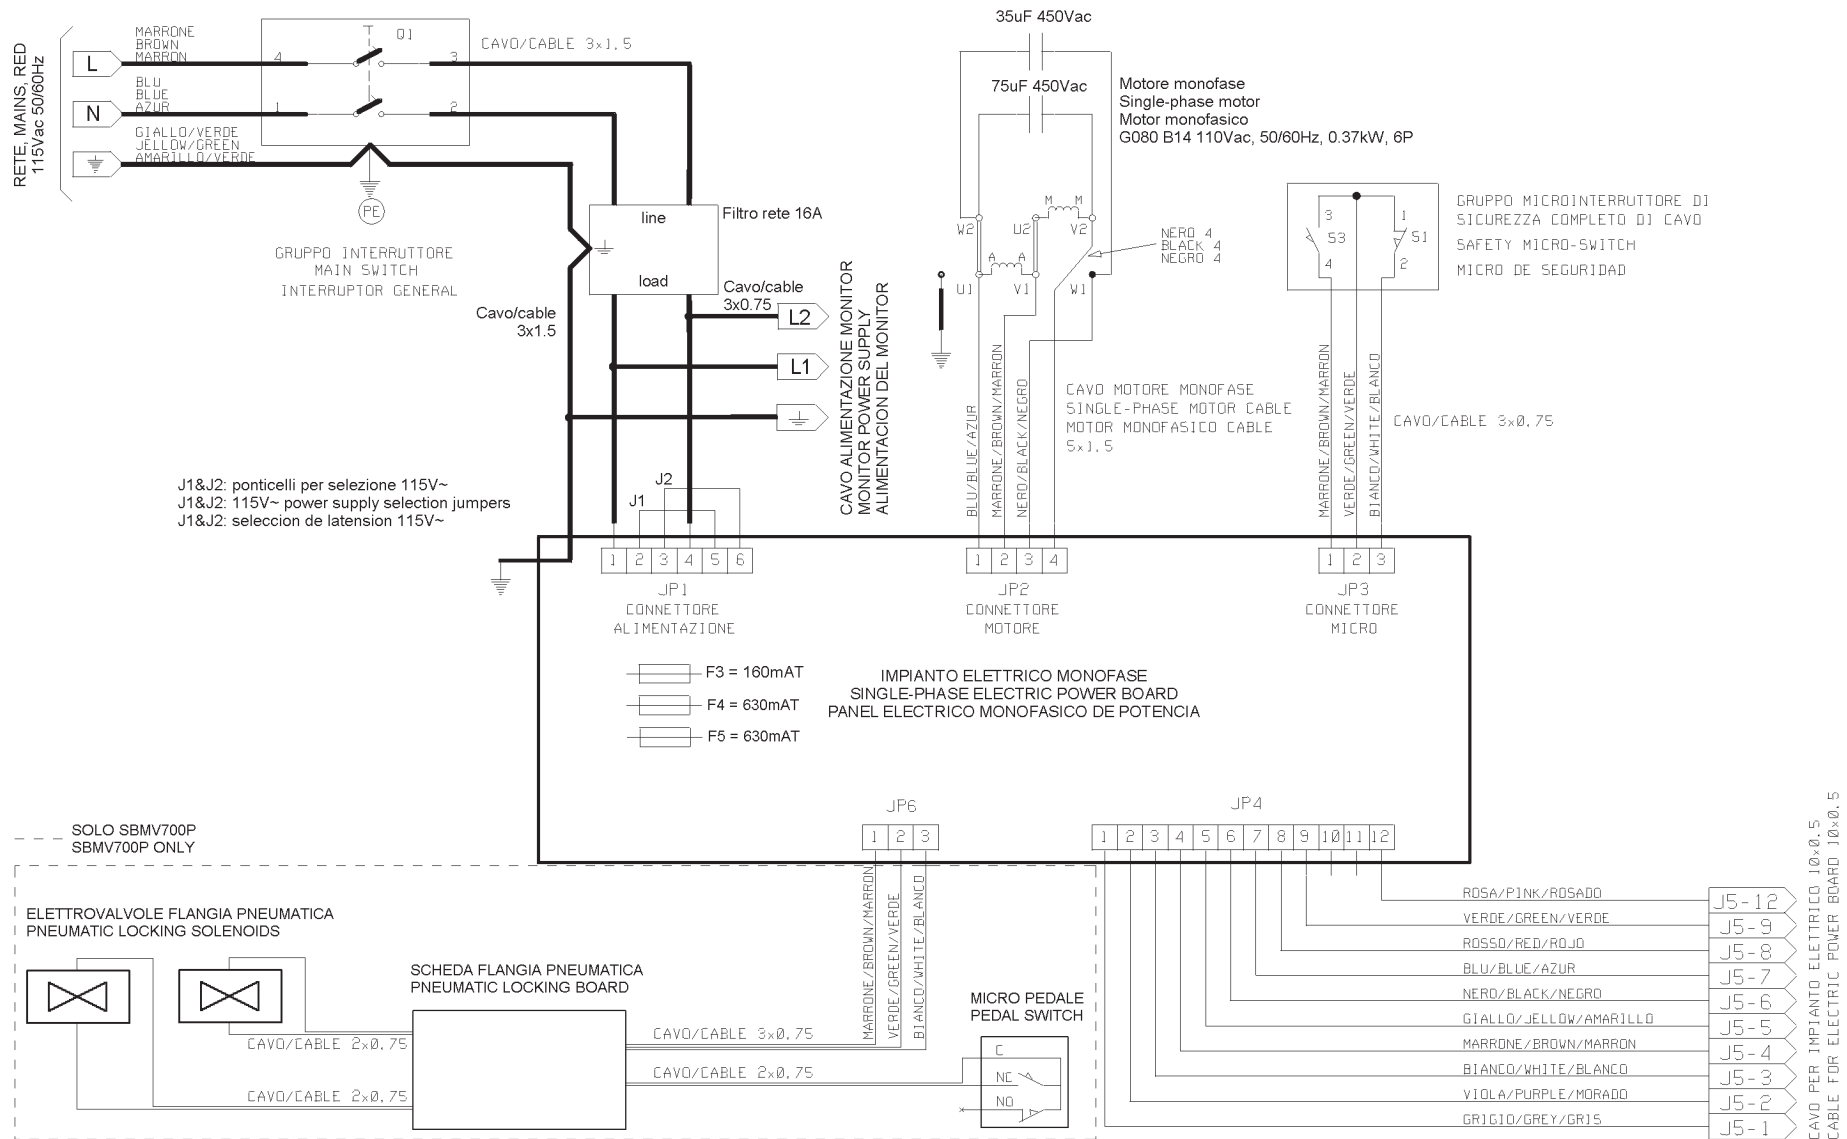 RETE, MAINS, RED
115Vac 50/60Hz
L
N
MARRONE
BROWN
MARRON
BLU
BLUE
AZUR
GIALLO/VERDE
JELLOW/GREEN
AMARILLO/VERDE
4
1
Q1
3
2
CAVO/CABLE 3x1,5
PE
GRUPPO INTERRUTTORE
MAIN SWITCH
INTERRUPTOR GENERAL
line
load
Filtro rete 16A
Cavo/cable
3x1.5
Cavo/cable
3x0.75
L2
L1
CAVO ALIMENTAZIONE MONITOR
MONITOR POWER SUPPLY
ALIMENTACION DEL MONITOR
35uF 450Vac
75uF 450Vac
Motore monofase
Single-phase motor
Motor monofasico
G080 B14 110Vac, 50/60Hz, 0.37kW, 6P
M M
W2 U2 V2
A A
U1 V1 W1
NERO 4
BLACK 4
NEGRO 4
BLU/BLUE/AZUR
MARRONE/BROWN/MARRON
NERO/BLACK/NEGRO
CAVO MOTORE MONOFASE
SINGLE-PHASE MOTOR CABLE
MOTOR MONOFASICO CABLE
5x1,5
3
S3
4
1
S1
2
GRUPPO MICROINTERRUTTORE DI
SICUREZZA COMPLETO DI CAVO
SAFETY MICRO-SWITCH
MICRO DE SEGURIDAD
MARRONE/BROWN/MARRON
VERDE/GREEN/VERDE
BIANCO/WHITE/BLANCO
CAVO/CABLE 3x0,75
J1&J2: ponticelli per selezione 115V~
J1&J2: 115V~ power supply selection jumpers
J1&J2: seleccion de latension 115V~
J2
J1
1 2 3 4 5 6
JP1
CONNETTORE
ALIMENTAZIONE
1 2 3 4
JP2
CONNETTORE
MOTORE
1 2 3
JP3
CONNETTORE
MICRO
F3 = 160mAT
F4 = 630mAT
F5 = 630mAT
IMPIANTO ELETTRICO MONOFASE
SINGLE-PHASE ELECTRIC POWER BOARD
PANEL ELECTRICO MONOFASICO DE POTENCIA
JP6
1 2 3
JP4
1 2 3 4 5 6 7 8 9 10 11 12
SOLO SBMV700P
SBMV700P ONLY
ELETTROVALVOLE FLANGIA PNEUMATICA
PNEUMATIC LOCKING SOLENOIDS
SCHEDA FLANGIA PNEUMATICA
PNEUMATIC LOCKING BOARD
CAVO/CABLE 2x0,75
CAVO/CABLE 2x0,75
CAVO/CABLE 3x0,75
CAVO/CABLE 2x0,75
MARRONE/BROWN/MARRON
VERDE/GREEN/VERDE
BIANCO/WHITE/BLANCO
MICRO PEDALE
PEDAL SWITCH
C
NC
NO
ROSA/PINK/ROSADO J5-12
VERDE/GREEN/VERDE J5-9
ROSSO/RED/ROJO J5-8
BLU/BLUE/AZUR J5-7
NERO/BLACK/NEGRO J5-6
GIALLO/JELLOW/AMARILLO J5-5
MARRONE/BROWN/MARRON J5-4
BIANCO/WHITE/BLANCO J5-3
VIOLA/PURPLE/MORADO J5-2
GRIGIO/GREY/GRIS J5-1
CAVO PER IMPIANTO ELETTRICO 10x0,5
CABLE FOR ELECTRIC POWER BOARD 10x0,5